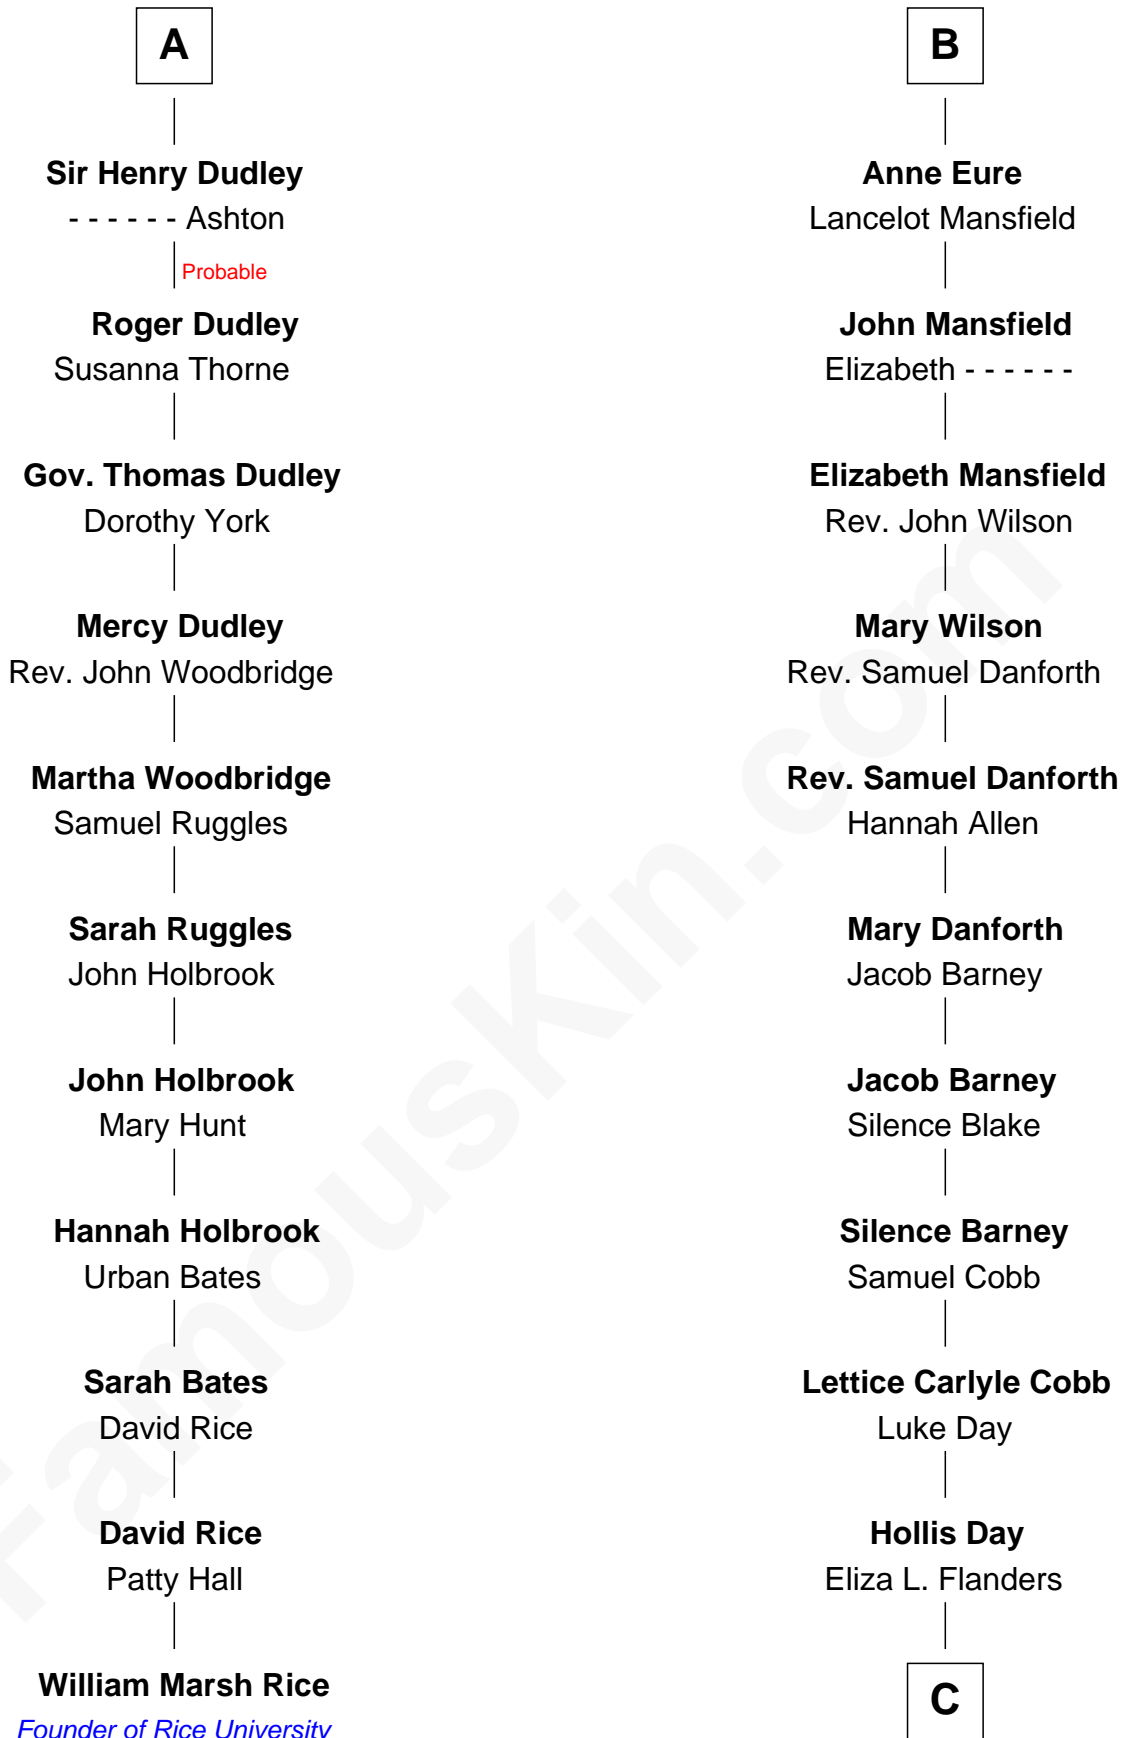 A
Sir Henry Dudley
- - - - - - Ashton
Probable
Roger Dudley
Susanna Thorne
Gov. Thomas Dudley
Dorothy York
Mercy Dudley
Rev. John Woodbridge
Martha Woodbridge
Samuel Ruggles
Sarah Ruggles
John Holbrook
John Holbrook
Mary Hunt
Hannah Holbrook
Urban Bates
Sarah Bates
David Rice
David Rice
Patty Hall
William Marsh Rice
Founder of Rice University
B
Anne Eure
Lancelot Mansfield
John Mansfield
Elizabeth - - - - - -
Elizabeth Mansfield
Rev. John Wilson
Mary Wilson
Rev. Samuel Danforth
Rev. Samuel Danforth
Hannah Allen
Mary Danforth
Jacob Barney
Jacob Barney
Silence Blake
Silence Barney
Samuel Cobb
Lettice Carlyle Cobb
Luke Day
Hollis Day
Eliza L. Flanders
C
FamousKin.com